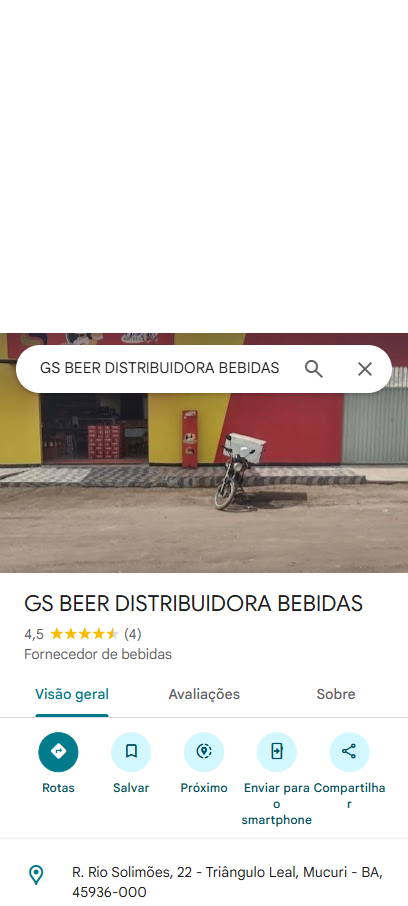 GS BEER DISTRIBUIDORA BEBIDAS
GS BEER DISTRIBUIDORA BEBIDAS
4,5 (4)
Fornecedor de bebidas
Visão geral
Avaliações
Sobre
Rotas
Salvar
Próximo
Enviar para
o
smartphone
Compartilha
r
R. Rio Solimões, 22 - Triângulo Leal, Mucuri - BA,
45936-000